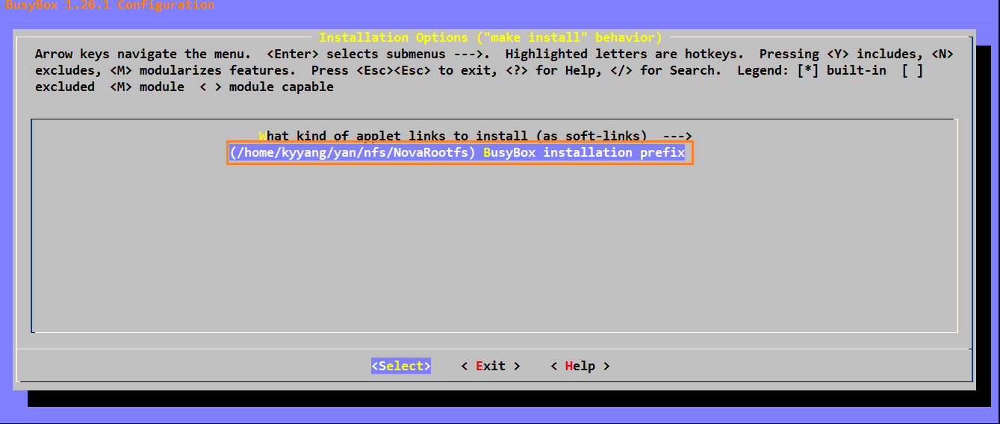 BusyBox 1.20.1 Configuration
Installation Options ("make install" behavior)
Arrow keys navigate the menu.  <Enter> selects submenus --->.  Highlighted letters are hotkeys.  Pressing <Y> includes, <N>
excludes, <M> modularizes features.  Press <Esc><Esc> to exit, <?> for Help, </> for Search.  Legend: [*] built-in  [ ]
excluded  <M> module  < > module capable
What kind of applet links to install (as soft-links)  --->
(/home/kyyang/yan/nfs/NovaRootfs) BusyBox installation prefix
<Select>    < Exit >    < Help >